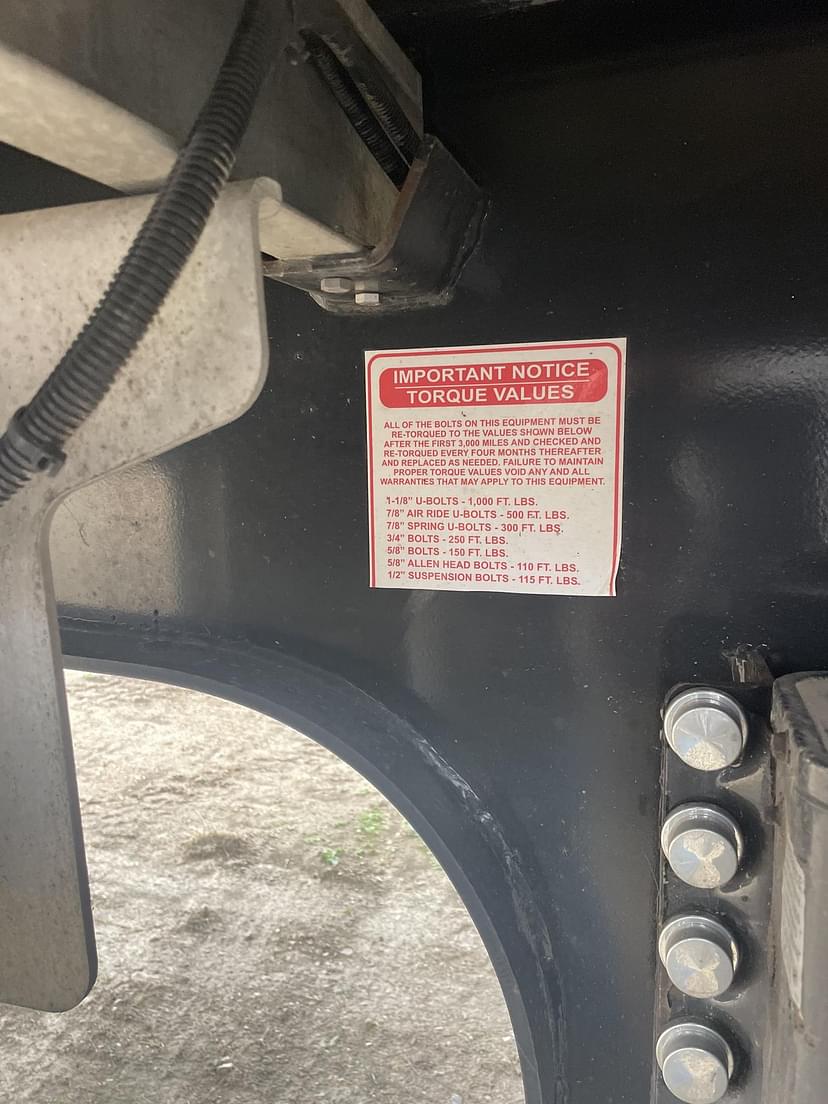 IMPORTANT NOTICE
TORQUE VALUES
ALL OF THE BOLTS ON THIS EQUIPMENT MUST BE
RE-TORQUED TO THE VALUES SHOWN BELOW
AFTER THE FIRST 3,000 MILES AND CHECKED AND
RE-TORQUED EVERY FOUR MONTHS THEREAFTER
AND REPLACED AS NEEDED. FAILURE TO MAINTAIN
PROPER TORQUE VALUES VOID ANY AND ALL
WARRANTIES THAT MAY APPLY TO THIS EQUIPMENT.
1-1/8" U-BOLTS - 1,000 FT. LBS.
7/8" AIR RIDE U-BOLTS - 500 FT. LBS.
7/8" SPRING U-BOLTS - 300 FT. LBS.
3/4" BOLTS - 250 FT. LBS.
5/8" BOLTS - 150 FT. LBS.
5/8" ALLEN HEAD BOLTS - 110 FT. LBS.
1/2" SUSPENSION BOLTS - 115 FT. LBS.